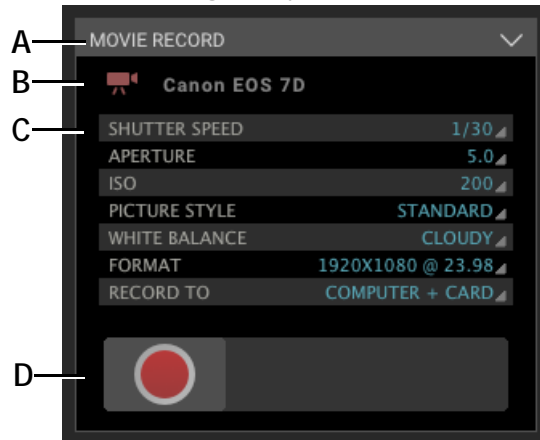 A MOVIE RECORD
B Canon EOS 7D
C SHUTTER SPEED 1/30
APERTURE 5.0
ISO 200
PICTURE STYLE STANDARD
WHITE BALANCE CLOUDY
FORMAT 1920X1080 @ 23.98
RECORD TO COMPUTER + CARD
D